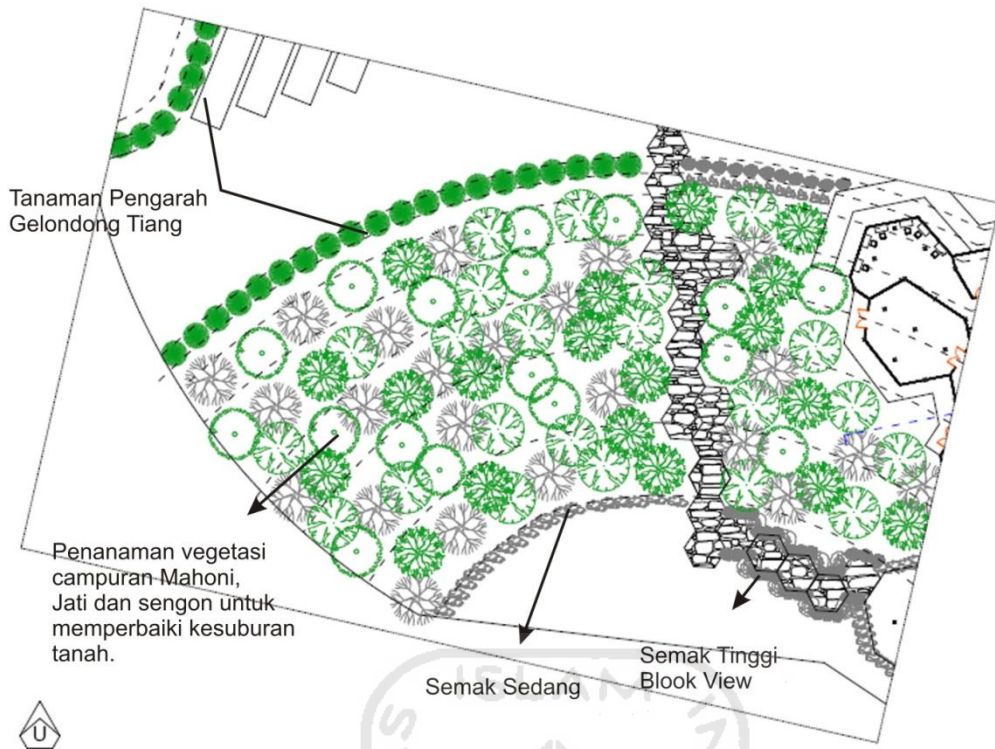 Tanaman Pengarah
Gelondong Tiang
Penanaman vegetasi
campuran Mahoni,
Jati dan sengon untuk
memperbaiki kesuburan
tanah.
Semak Sedang
Semak Tinggi
Blook View
ISLAM
U